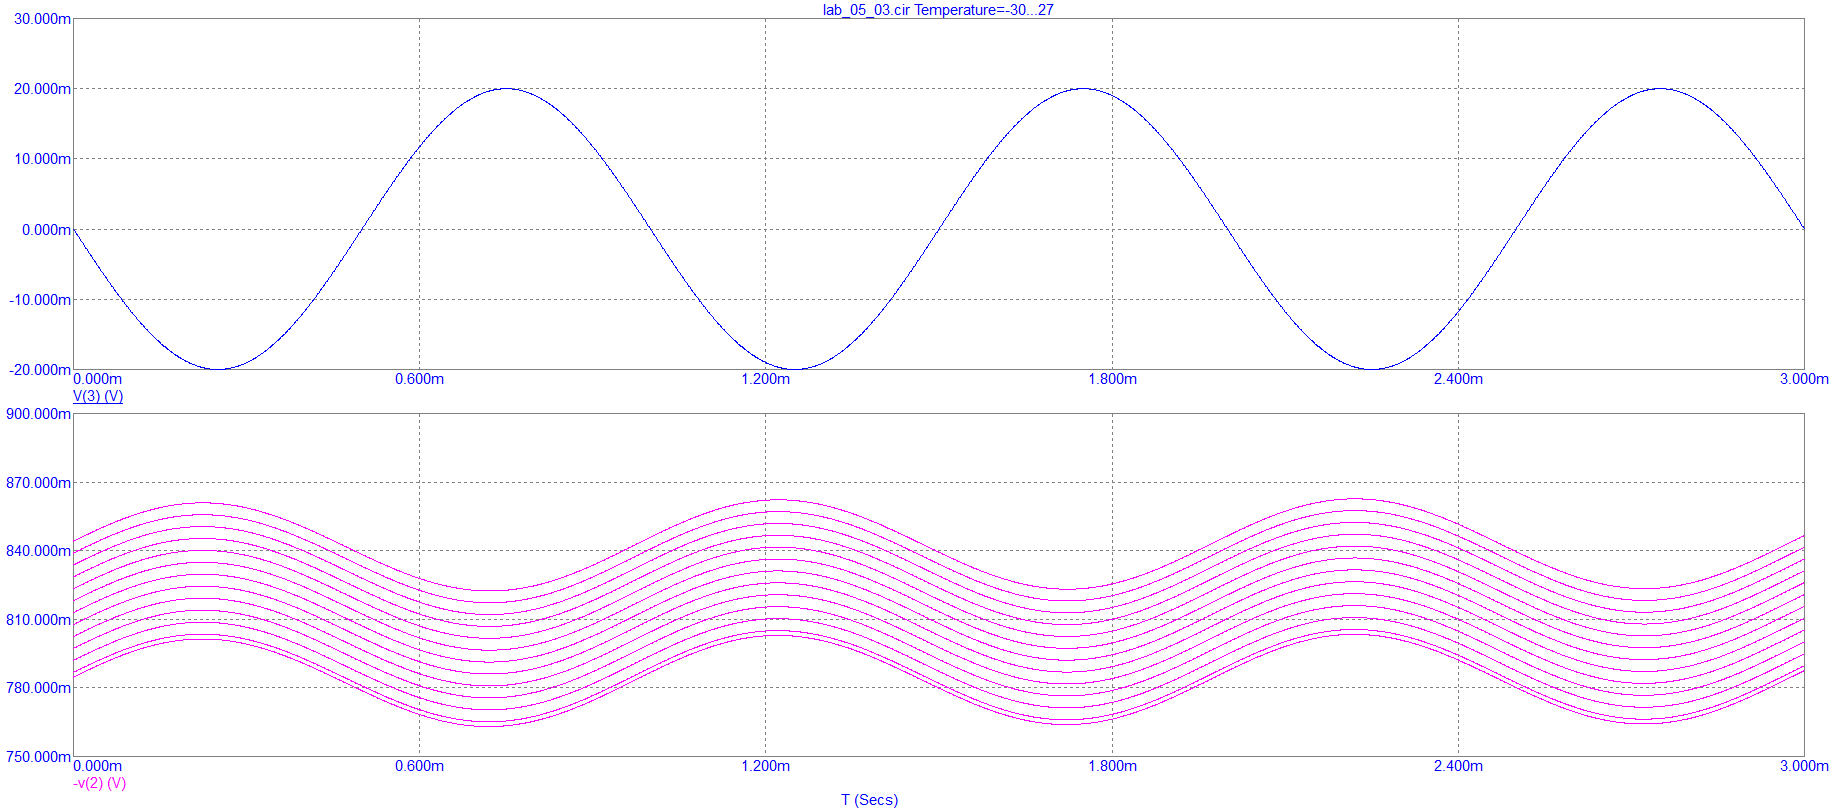 lab_05_03.cir Temperature=-30...27
30.000m
20.000m
10.000m
0.000m
-10.000m
-20.000m
0.000m 0.600m 1.200m 1.800m 2.400m 3.000m
V(3) (V)
900.000m
870.000m
840.000m
810.000m
780.000m
750.000m
0.000m 0.600m 1.200m 1.800m 2.400m 3.000m
-v(2) (V)
T (Secs)